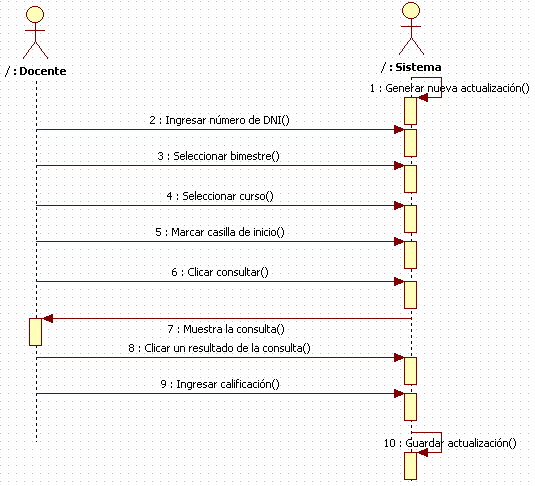 / : Docente
/ : Sistema
1 : Generar nueva actualización()
2 : Ingresar número de DNI()
3 : Seleccionar bimestre()
4 : Seleccionar curso()
5 : Marcar casilla de inicio()
6 : Clicar consultar()
7 : Muestra la consulta()
8 : Clicar un resultado de la consulta()
9 : Ingresar calificación()
10 : Guardar actualización()